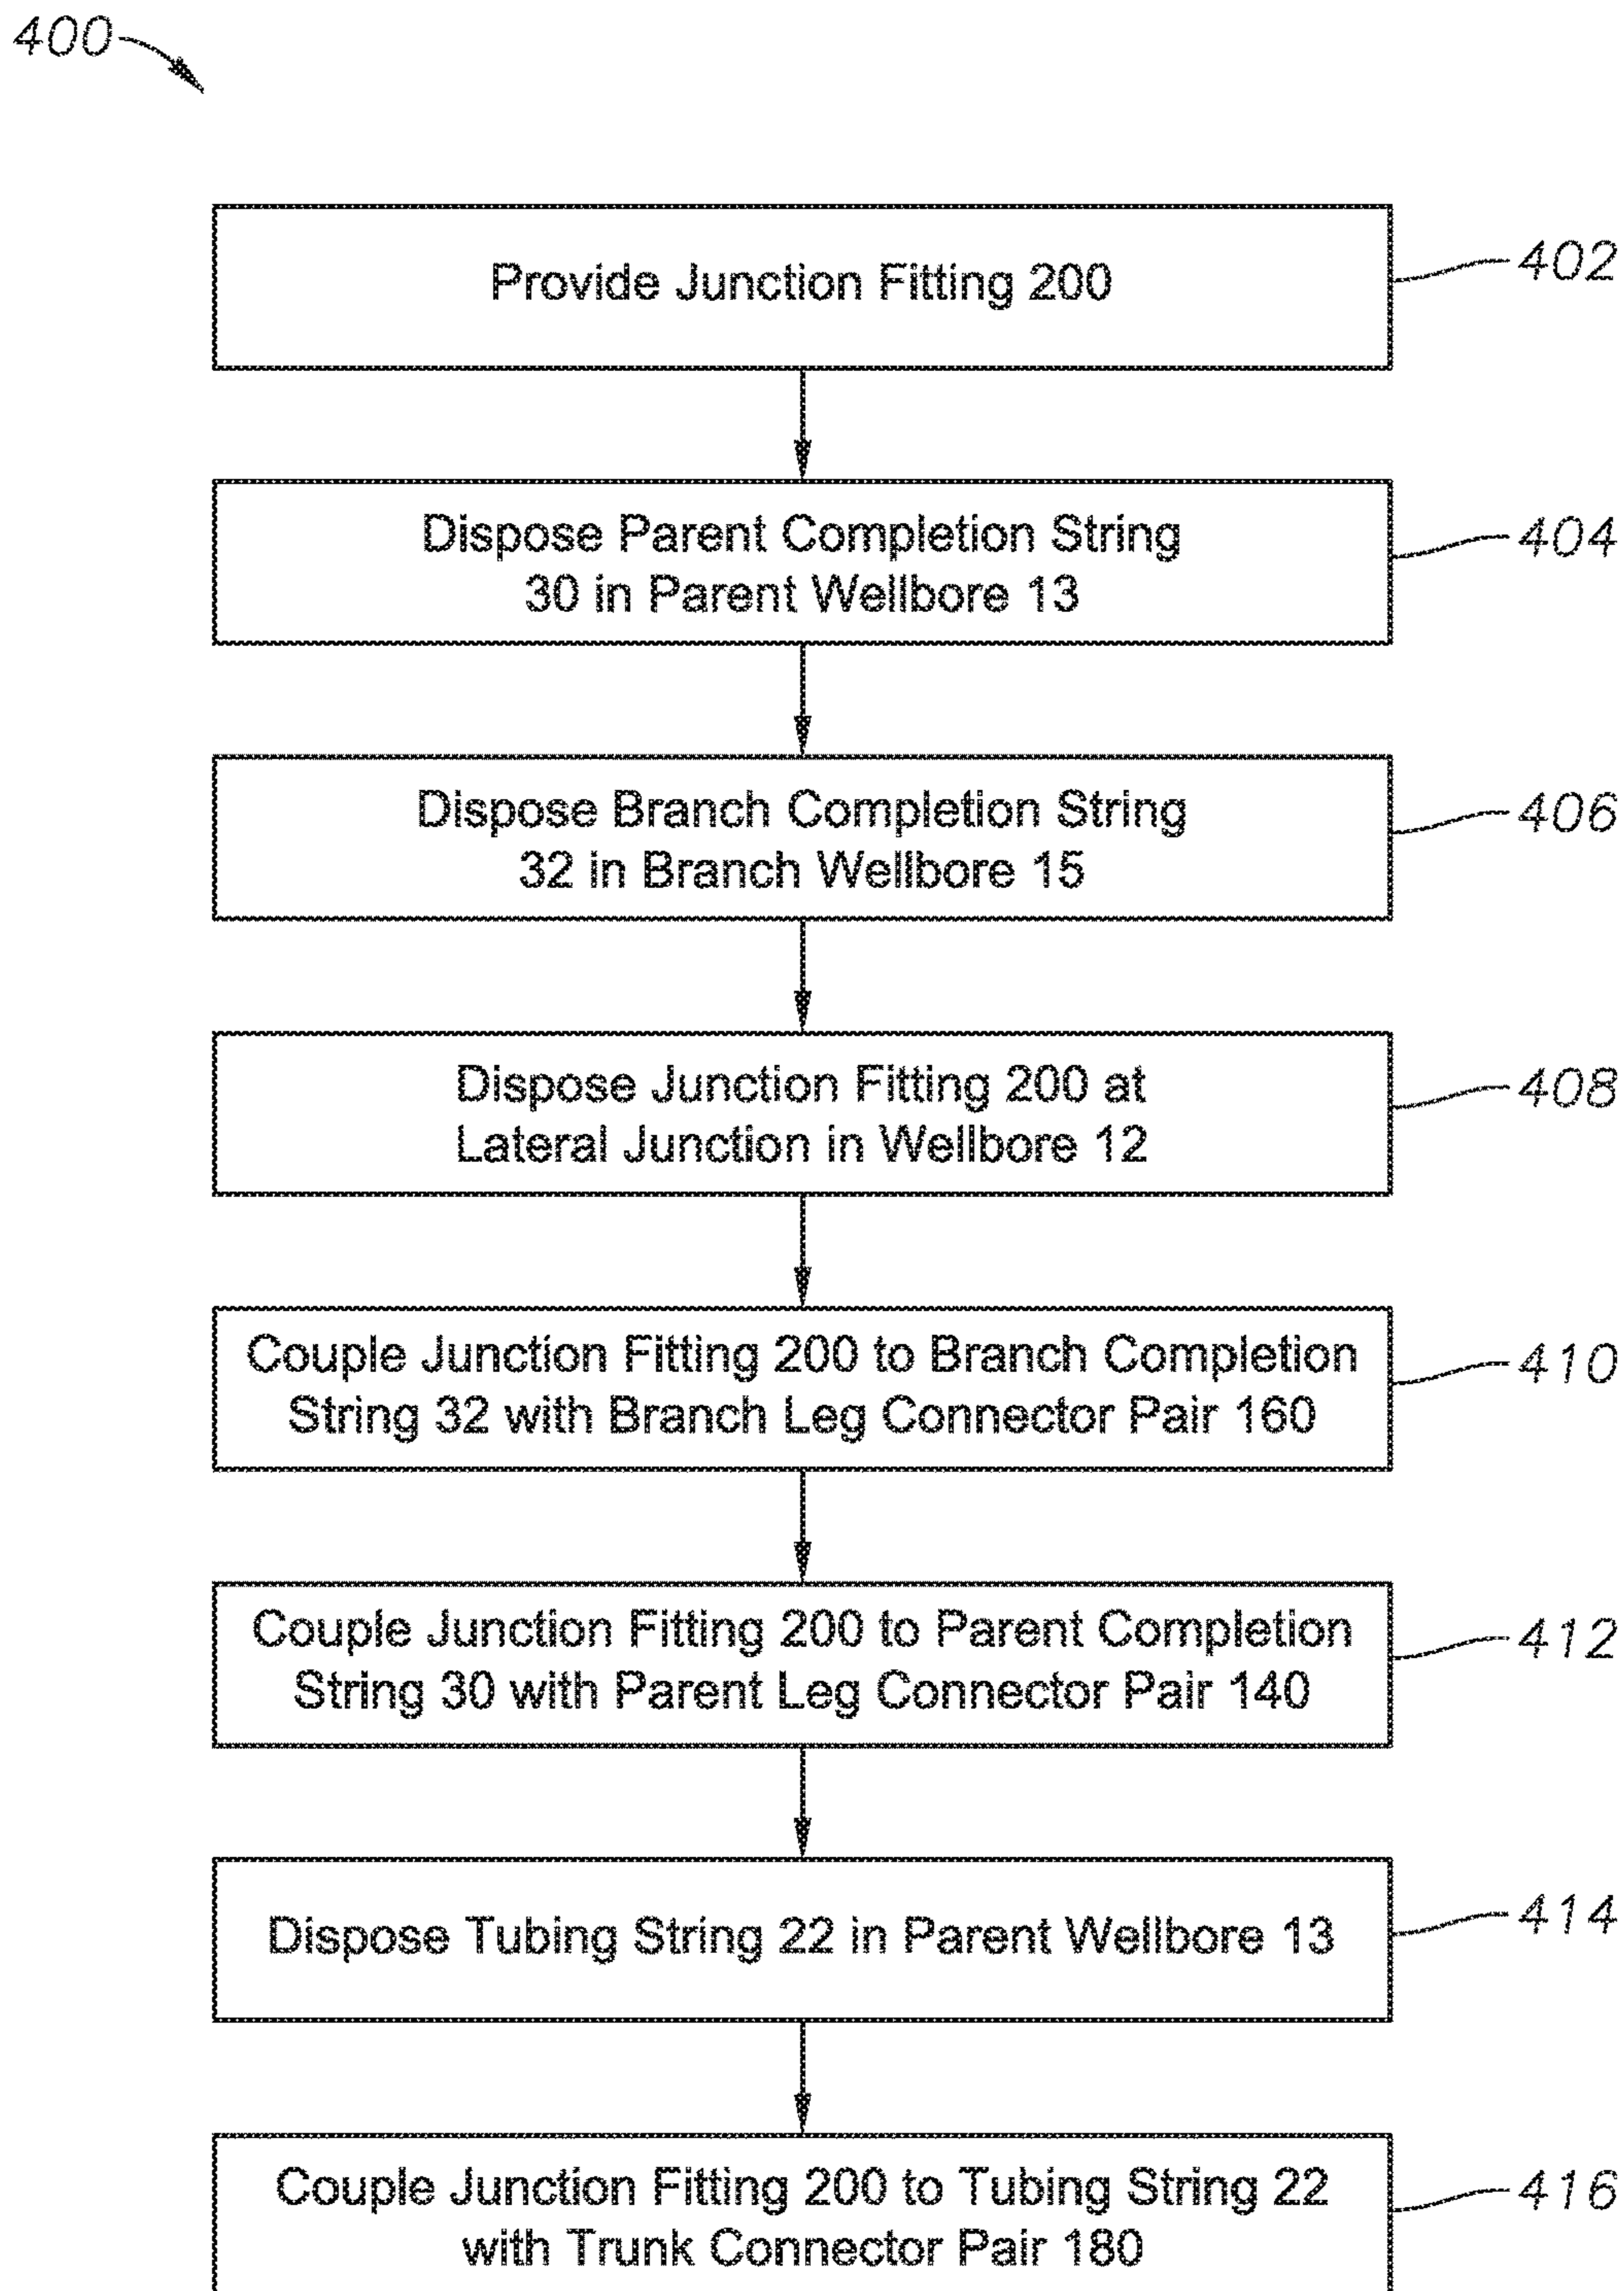 400
Provide Junction Fitting 200
402
Dispose Parent Completion String
30 in Parent Wellbore 13
404
Dispose Branch Completion String
32 in Branch Wellbore 15
406
Dispose Junction Fitting 200 at
Lateral Junction in Wellbore 12
408
Couple Junction Fitting 200 to Branch Completion
String 32 with Branch Leg Connector Pair 160
410
Couple Junction Fitting 200 to Parent Completion
String 30 with Parent Leg Connector Pair 140
412
Dispose Tubing String 22 in Parent Wellbore 13
414
Couple Junction Fitting 200 to Tubing String 22
with Trunk Connector Pair 180
416